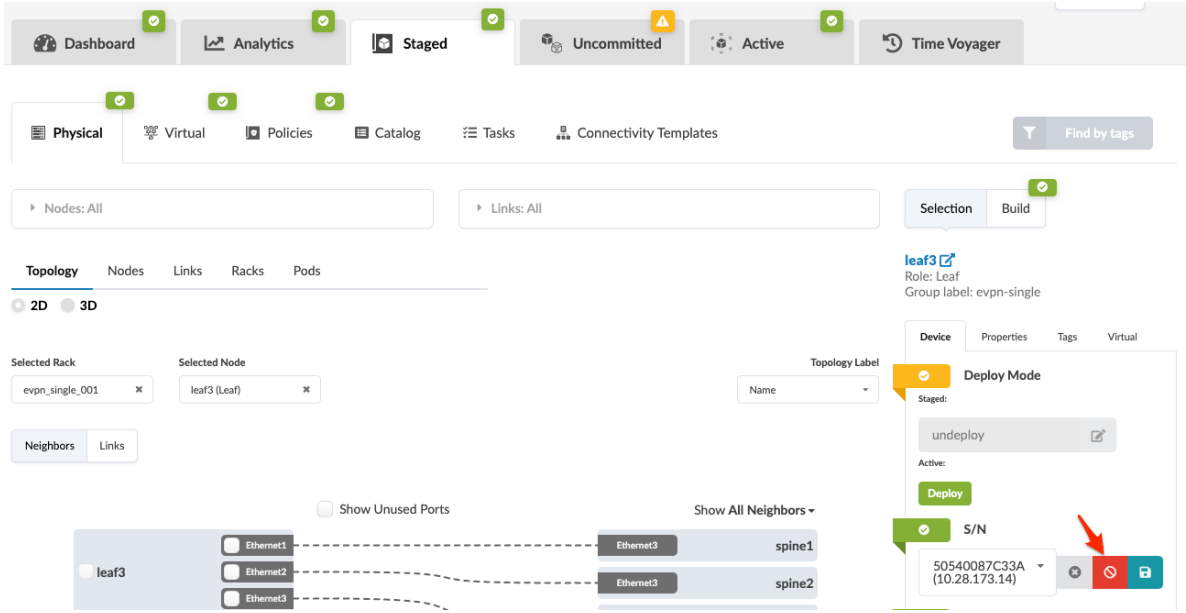 Dashboard
Analytics
Staged
Uncommitted
Active
Time Voyager
Physical
Virtual
Policies
Catalog
Tasks
Connectivity Templates
Find by tags
Nodes: All
Links: All
Selection
Build
leaf3
Role: Leaf
Group label: evpn-single
Topology
Nodes
Links
Racks
Pods
2D
3D
Device
Properties
Tags
Virtual
Selected Rack
Selected Node
Topology Label
evpn_single_001
leaf3 (Leaf)
Name
Deploy Mode
Staged:
undeploy
Active:
Deploy
Neighbors
Links
Show Unused Ports
Show All Neighbors
S/N
50540087C33A
(10.28.173.14)
leaf3
Ethernet1
Ethernet3
spine1
Ethernet2
Ethernet3
spine2
Ethernet3